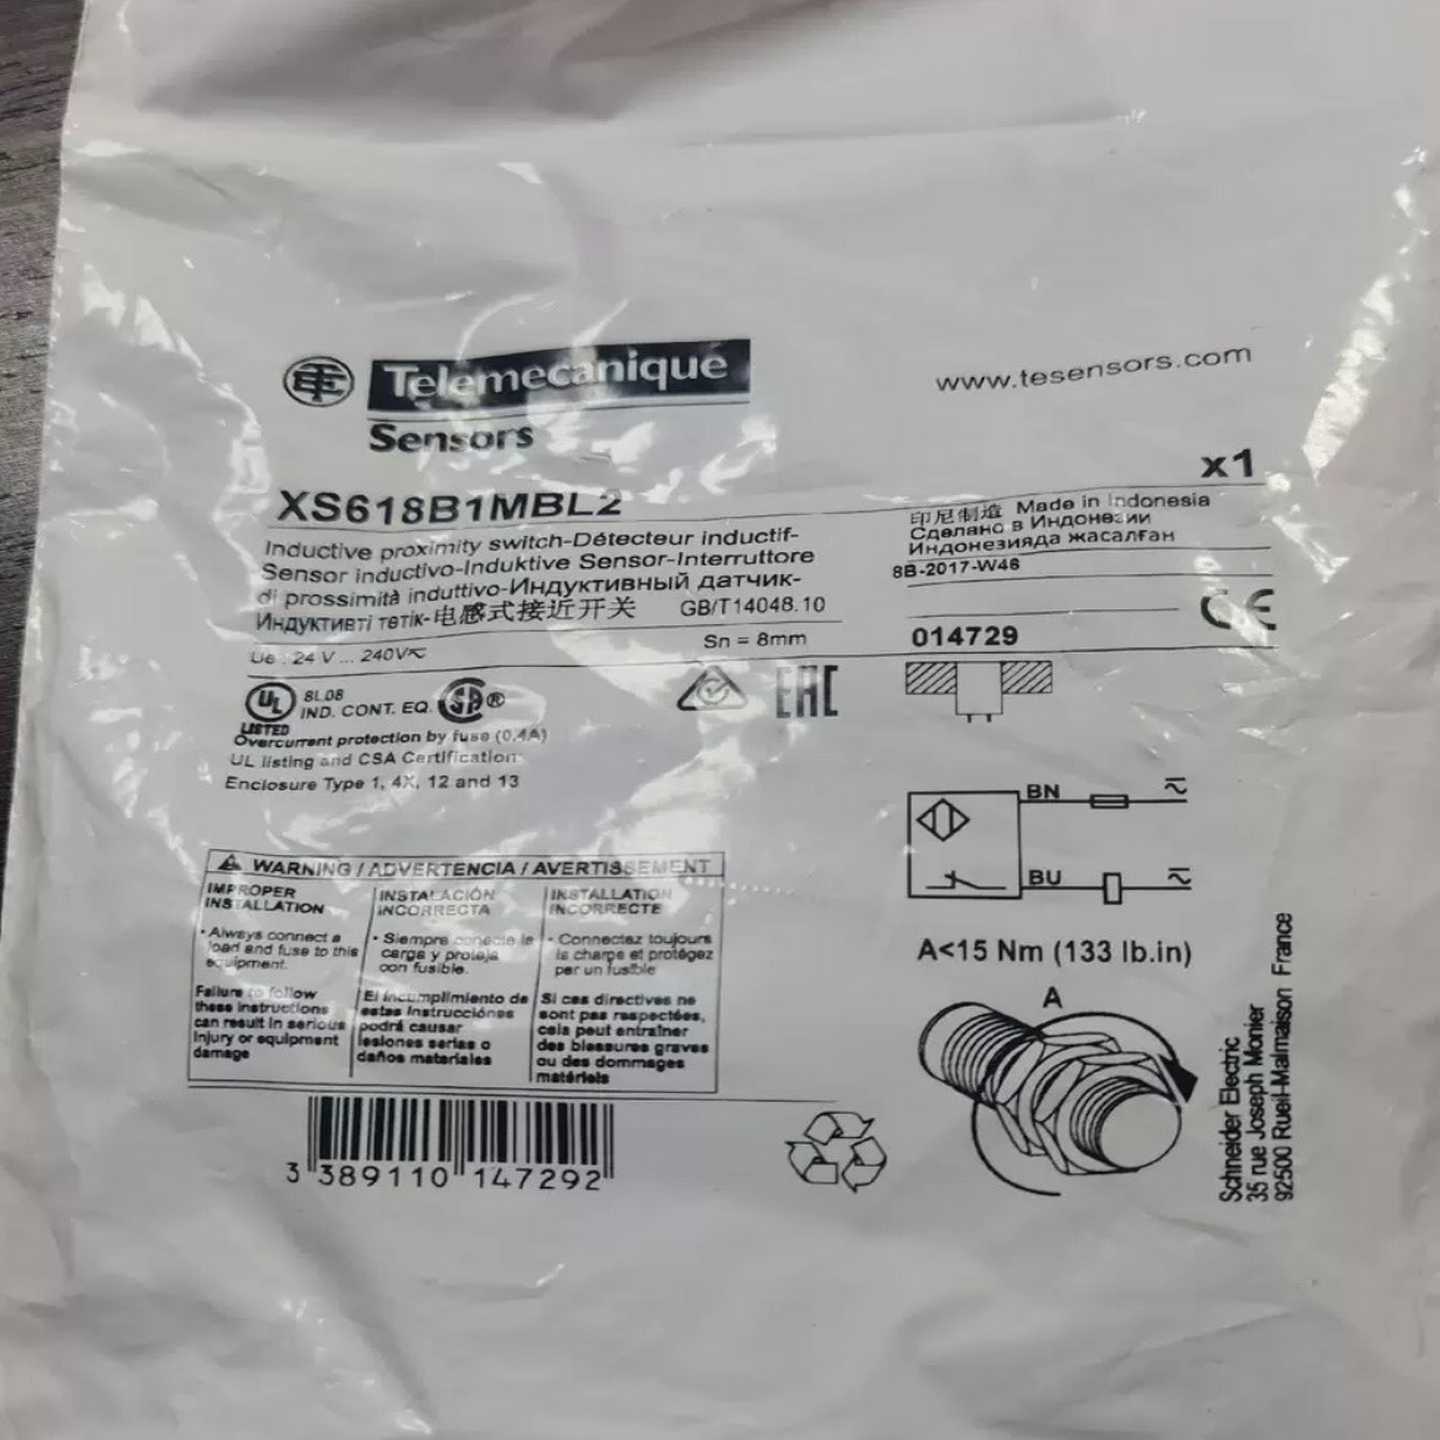 Telemecanique
Sensors
www.tesensors.com
x1
XS618B1MBL2
Inductive proximity switch-Détecteur inductif-
Sensor inductivo-Induktive Sensor-Interruttore
di prossimità induttivo-Индуктивный датчик-
Индуктивті тетік-电感式接近开关 GB/T14048.10
Ue : 24 V ... 240V Sn = 8mm
印尼制造 Made in Indonesia
Сделано в Индонезии
Индонезияда жасалған
8B-2017-W46
CE
014729
UL
LISTED
8L08
IND. CONT. EQ.
SA®
EAC
Overcurrent protection by fuse (0.4A)
UL listing and CSA Certification
Enclosure Type 1, 4X, 12 and 13
BN
BU
A<15 Nm (133 lb.in)
A
WARNING / ADVERTENCIA / AVERTISSEMENT
IMPROPER
INSTALLATION
• Always connect a
load and fuse to this
equipment.
Failure to follow
these instructions
can result in serious
injury or equipment
damage
INSTALACIÓN
INCORRECTA
• Siempre conecte la
carga y proteja
con fusible.
El incumplimiento de
estas instrucciónes
podrá causar
lesiones serias o
daños materiales
INSTALLATION
INCORRECTE
• Connectez toujours
la charge et protégez
par un fusible
Si ces directives ne
sont pas respectées,
cela peut entraîner
des blessures graves
ou des dommages
matériels
3 389110 147292
Schneider Electric
35 rue Joseph Monier
92500 Rueil-Malmaison France